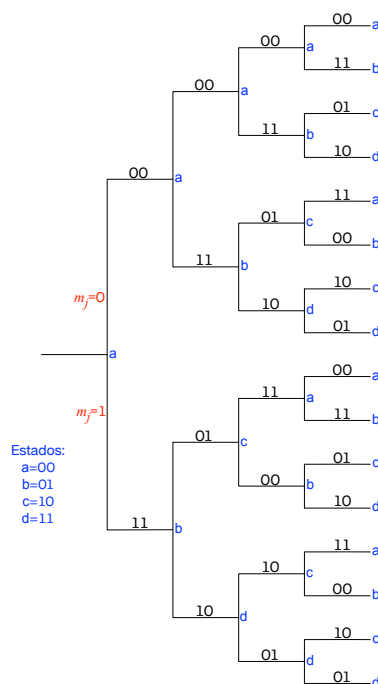 00 a
00 a
11 b
00 a
01 c
11 b
10 d
00 a
11 a
01 c
00 b
11 b
10 c
m_j=0
10 d
01 d
a
00 a
11 a
m_j=1
11 b
01 c
Estados:
a=00
b=01
c=10
d=11
01 c
00 b
10 d
11 b
11 a
10 c
00 b
10 d
10 c
01 d
01 d